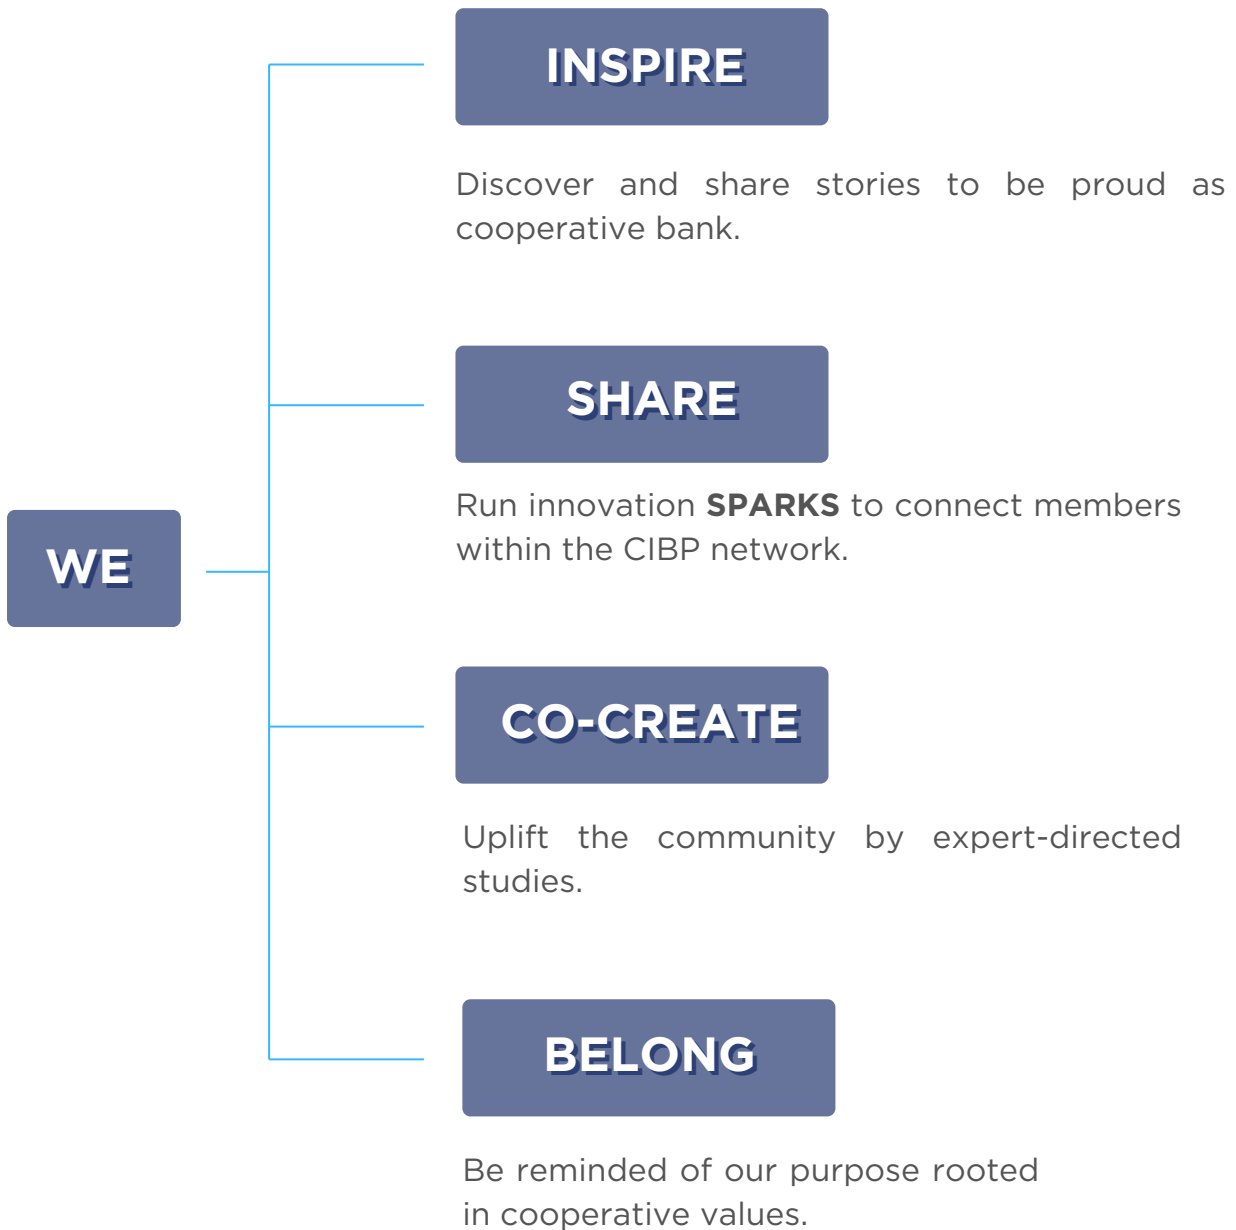 INSPIRE
Discover and share stories to be proud as
cooperative bank.
SHARE
Run innovation SPARKS to connect members
within the CIBP network.
WE
CO-CREATE
Uplift the community by expert-directed
studies.
BELONG
Be reminded of our purpose rooted
in cooperative values.